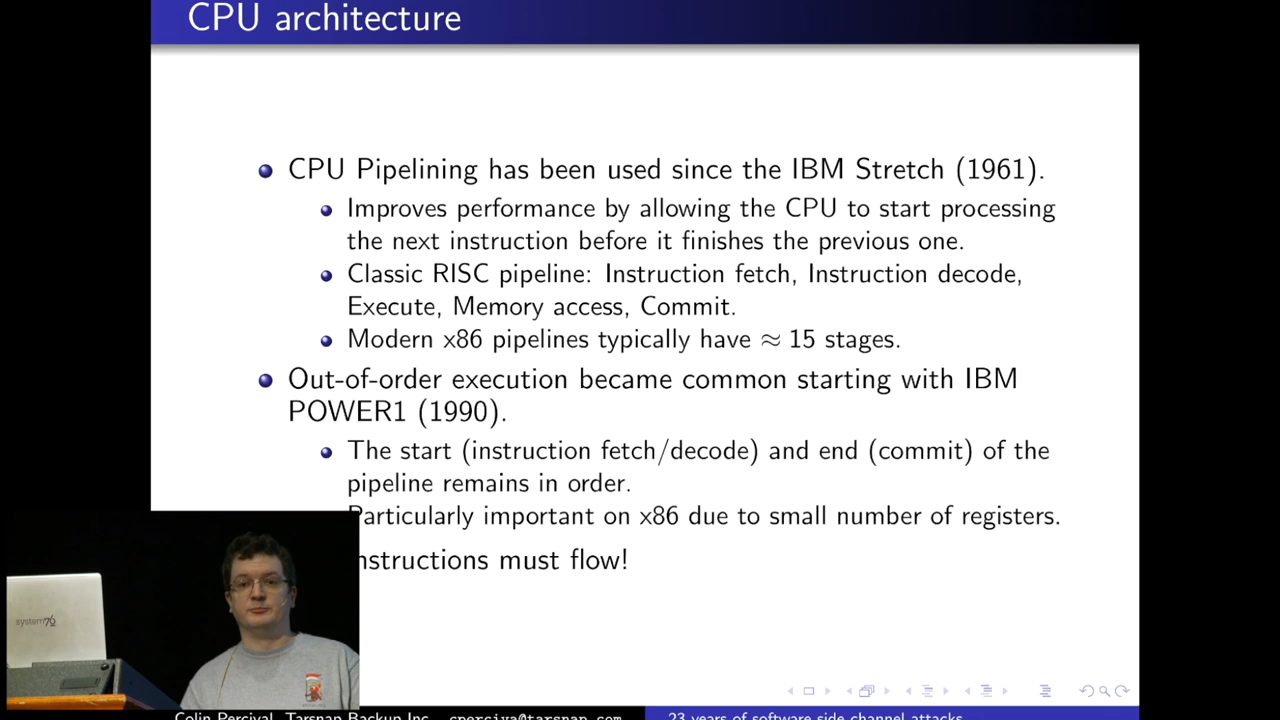 CPU architecture
CPU Pipelining has been used since the IBM Stretch (1961).
Improves performance by allowing the CPU to start processing
the next instruction before it finishes the previous one.
Classic RISC pipeline: Instruction fetch, Instruction decode,
Execute, Memory access, Commit.
Modern x86 pipelines typically have ≈ 15 stages.
Out-of-order execution became common starting with IBM
POWER1 (1990).
The start (instruction fetch/decode) and end (commit) of the
pipeline remains in order.
Particularly important on x86 due to small number of registers.
nstructions must flow!
system76
Colin Percival, Tarsnap Backup Inc. cperciva@tarsnap.com
23 years of software side channel attacks